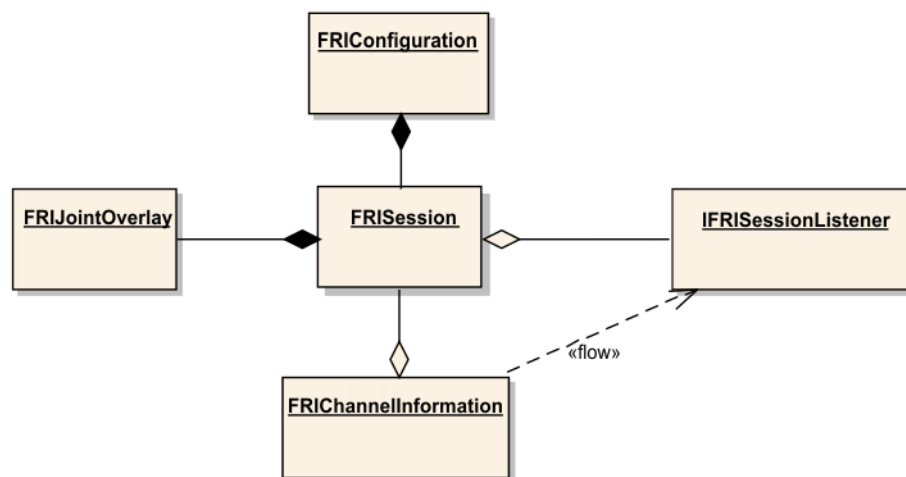 FRIConfiguration
FRIJointOverlay
FRISession
IFRISessionListener
«flow»
FRIChannelInformation